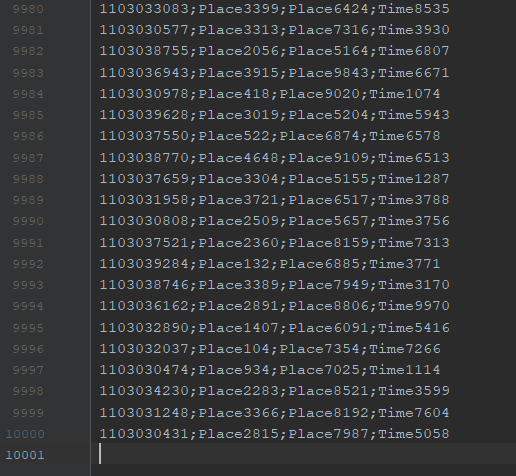 9980 1103033083;Place3399;Place6424;Time8535
9981 1103030577;Place3313;Place7316;Time3930
9982 1103038755;Place2056;Place5164;Time6807
9983 1103036943;Place3915;Place9843;Time6671
9984 1103030978;Place418;Place9020;Time1074
9985 1103039628;Place3019;Place5204;Time5943
9986 1103037550;Place522;Place6874;Time6578
9987 1103038770;Place4648;Place9109;Time6513
9988 1103037659;Place3304;Place5155;Time1287
9989 1103031958;Place3721;Place6517;Time3788
9990 1103030808;Place2509;Place5657;Time3756
9991 1103037521;Place2360;Place8159;Time7313
9992 1103039284;Place132;Place6885;Time3771
9993 1103038746;Place3389;Place7949;Time3170
9994 1103036162;Place2891;Place8806;Time9970
9995 1103032890;Place1407;Place6091;Time5416
9996 1103032037;Place104;Place7354;Time7266
9997 1103030474;Place934;Place7025;Time1114
9998 1103034230;Place2283;Place8521;Time3599
9999 1103031248;Place3366;Place8192;Time7604
10000 1103030431;Place2815;Place7987;Time5058
10001